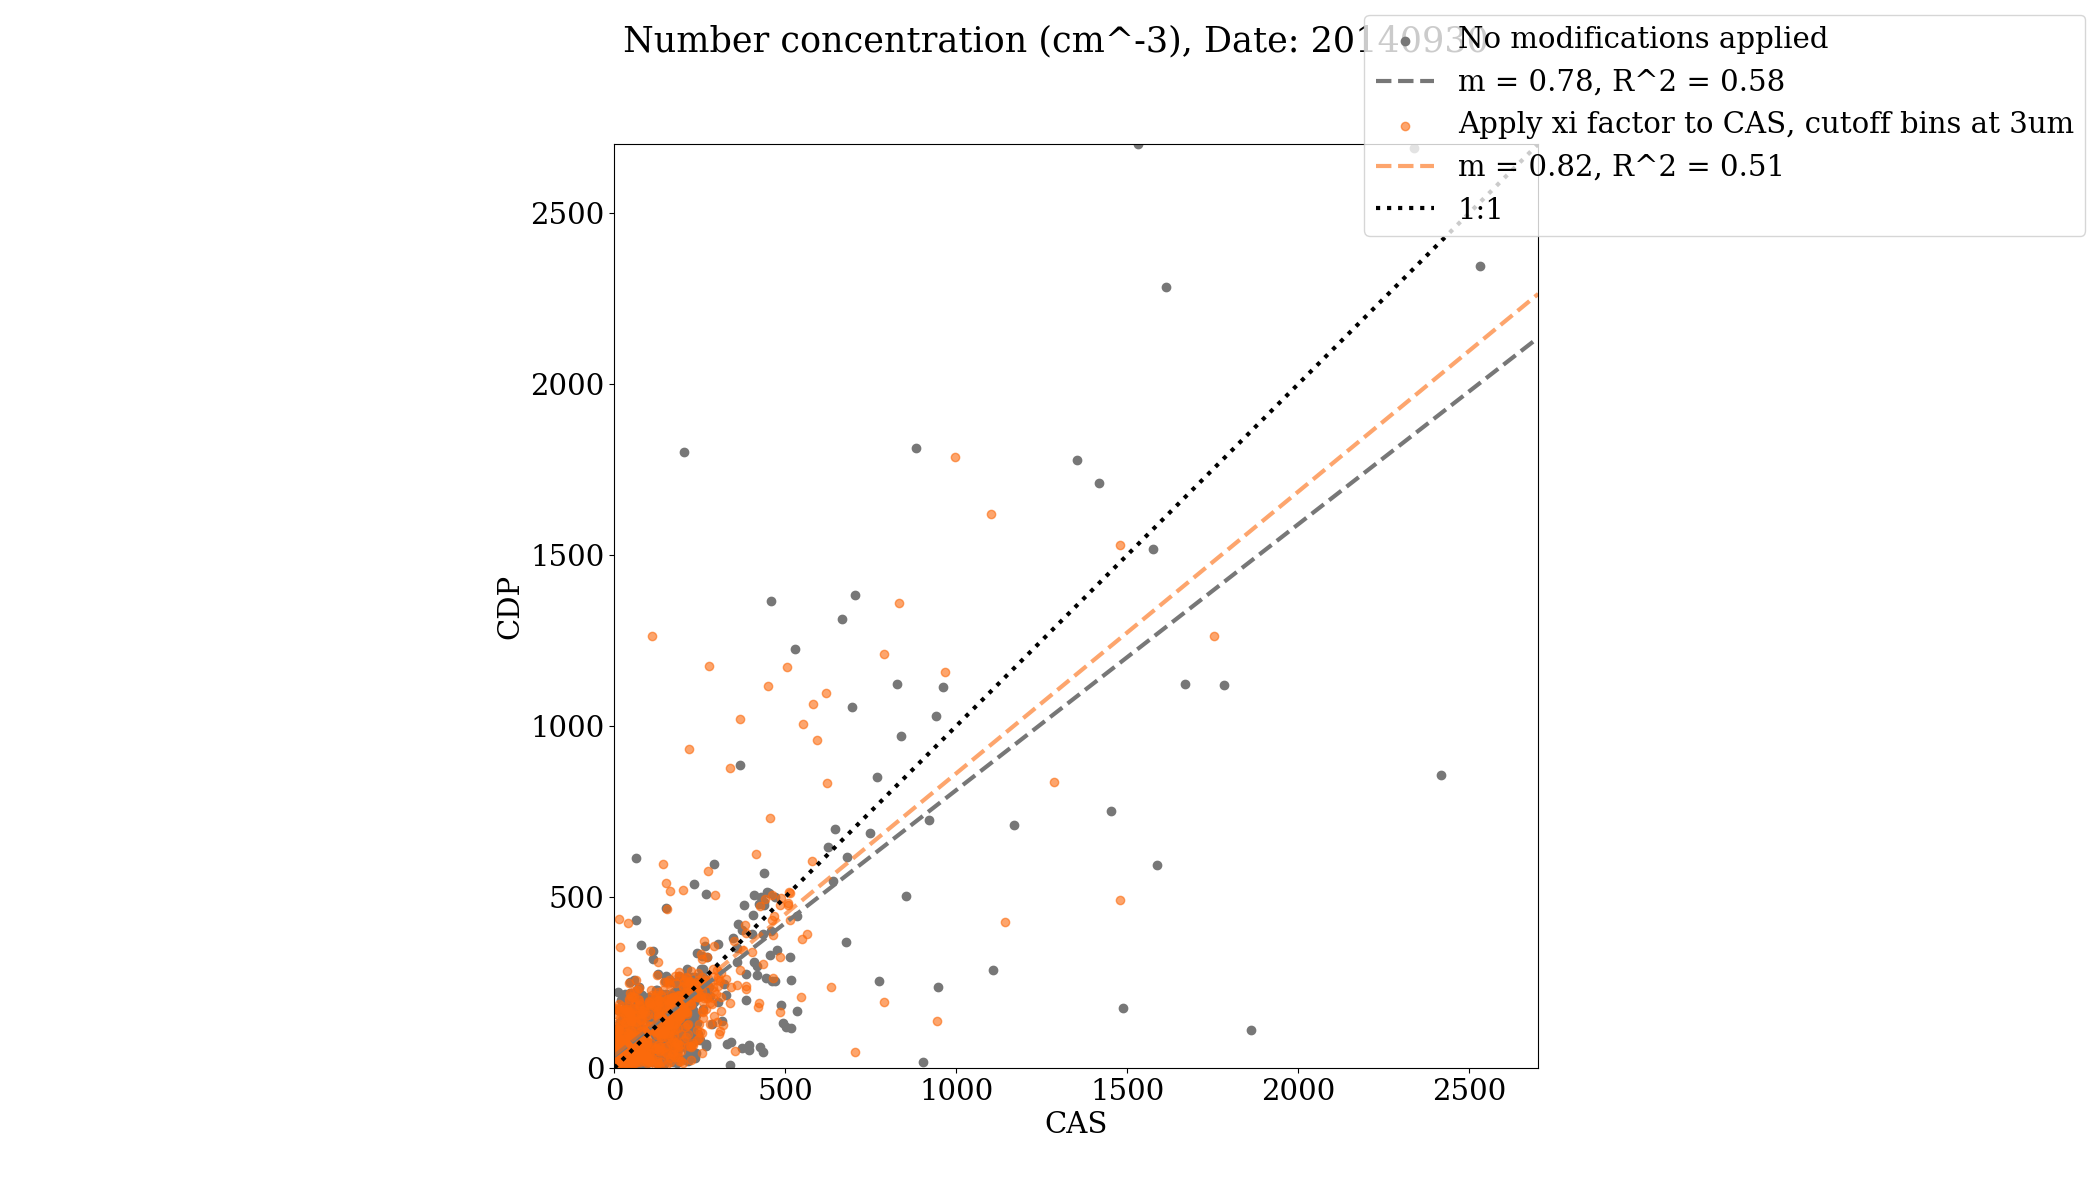 Number concentration (cm^-3), Date: 20140930
No modifications applied
m = 0.78, R^2 = 0.58
Apply xi factor to CAS, cutoff bins at 3um
m = 0.82, R^2 = 0.51
1:1
2500
2000
1500
1000
500
0
CDP
0 500 1000 1500 2000 2500
CAS